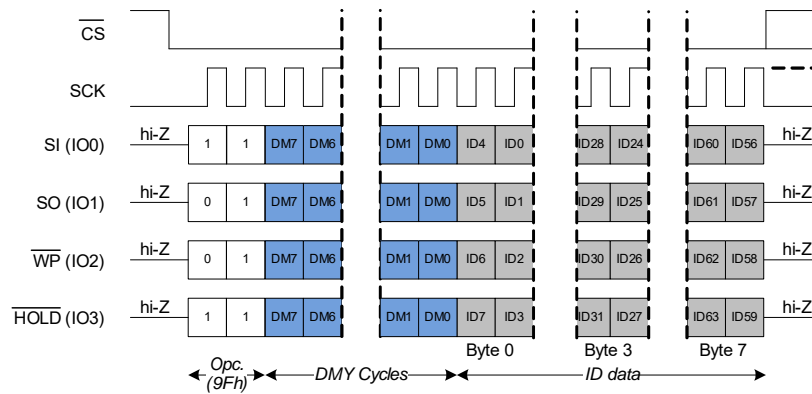 CS
SCK
SI (IO0) hi-Z 1 1 DM7 DM6 DM1 DM0 ID4 ID0 ID28 ID24 ID60 ID56 hi-Z
SO (IO1) hi-Z 0 1 DM7 DM6 DM1 DM0 ID5 ID1 ID29 ID25 ID61 ID57 hi-Z
WP (IO2) hi-Z 0 1 DM7 DM6 DM1 DM0 ID6 ID2 ID30 ID26 ID62 ID58 hi-Z
HOLD (IO3) hi-Z 1 1 DM7 DM6 DM1 DM0 ID7 ID3 ID31 ID27 ID63 ID59 hi-Z
Byte 0 Byte 3 Byte 7
Opc.
(9Fh) DMY Cycles ID data